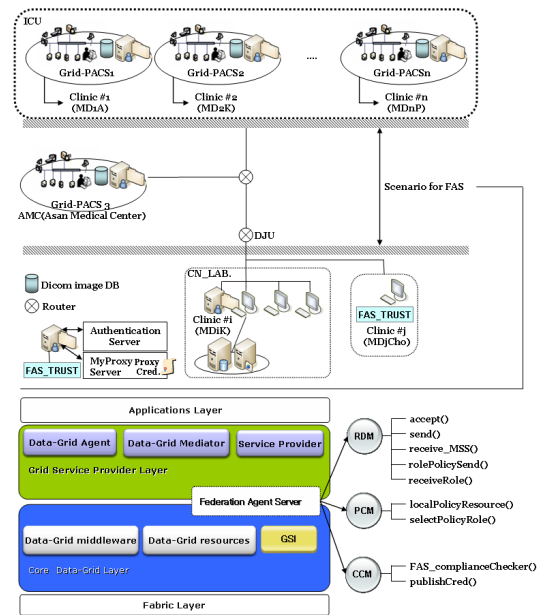 ICU
Grid-PACS1
Grid-PACS2
....
Grid-PACSn
Clinic #1
(MD1A)
Clinic #2
(MD2K)
Clinic #n
(MDnP)
Scenario for FAS
Grid-PACS 3
AMC(Asan Medical Center)
DJU
CN_LAB.
Dicom image DB
Router
Clinic #i
(MDiK)
FAS_TRUST
Clinic #j
(MDjCho)
Authentication
Server
MyProxy Proxy
Server Cred.
FAS_TRUST
Applications Layer
Data-Grid Agent
Data-Grid Mediator
Service Provider
Grid Service Provider Layer
Federation Agent Server
Data-Grid middleware
Data-Grid resources
GSI
Core: Data-Grid Layer
Fabric Layer
RDM
accept()
send()
receive_MSS()
rolePolicySend()
receiveRole()
PCM
localPolicyResource()
selectPolicyRole()
CCM
FAS_complianceChecker()
publishCred()